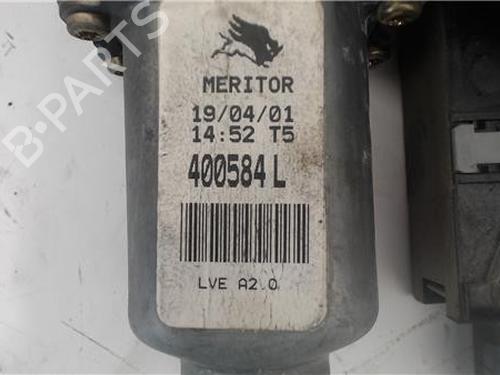 B-PARTS
MERITOR
19/04/01
14:52 T5
400584 L
LVE A2.0